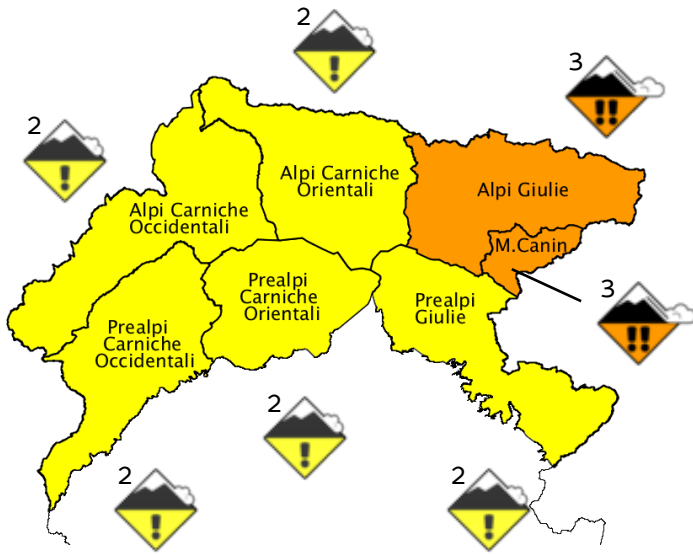 2
3
2
Alpi Carniche
Orientali
Alpi Giulie
Alpi Carniche
Occidentali
M.Canin
Prealpi
Carniche
Orientali
3
Prealpi
Giulie
Prealpi
Carniche
Occidentali
2
2
2
!
!!
!
!!
!
!
!